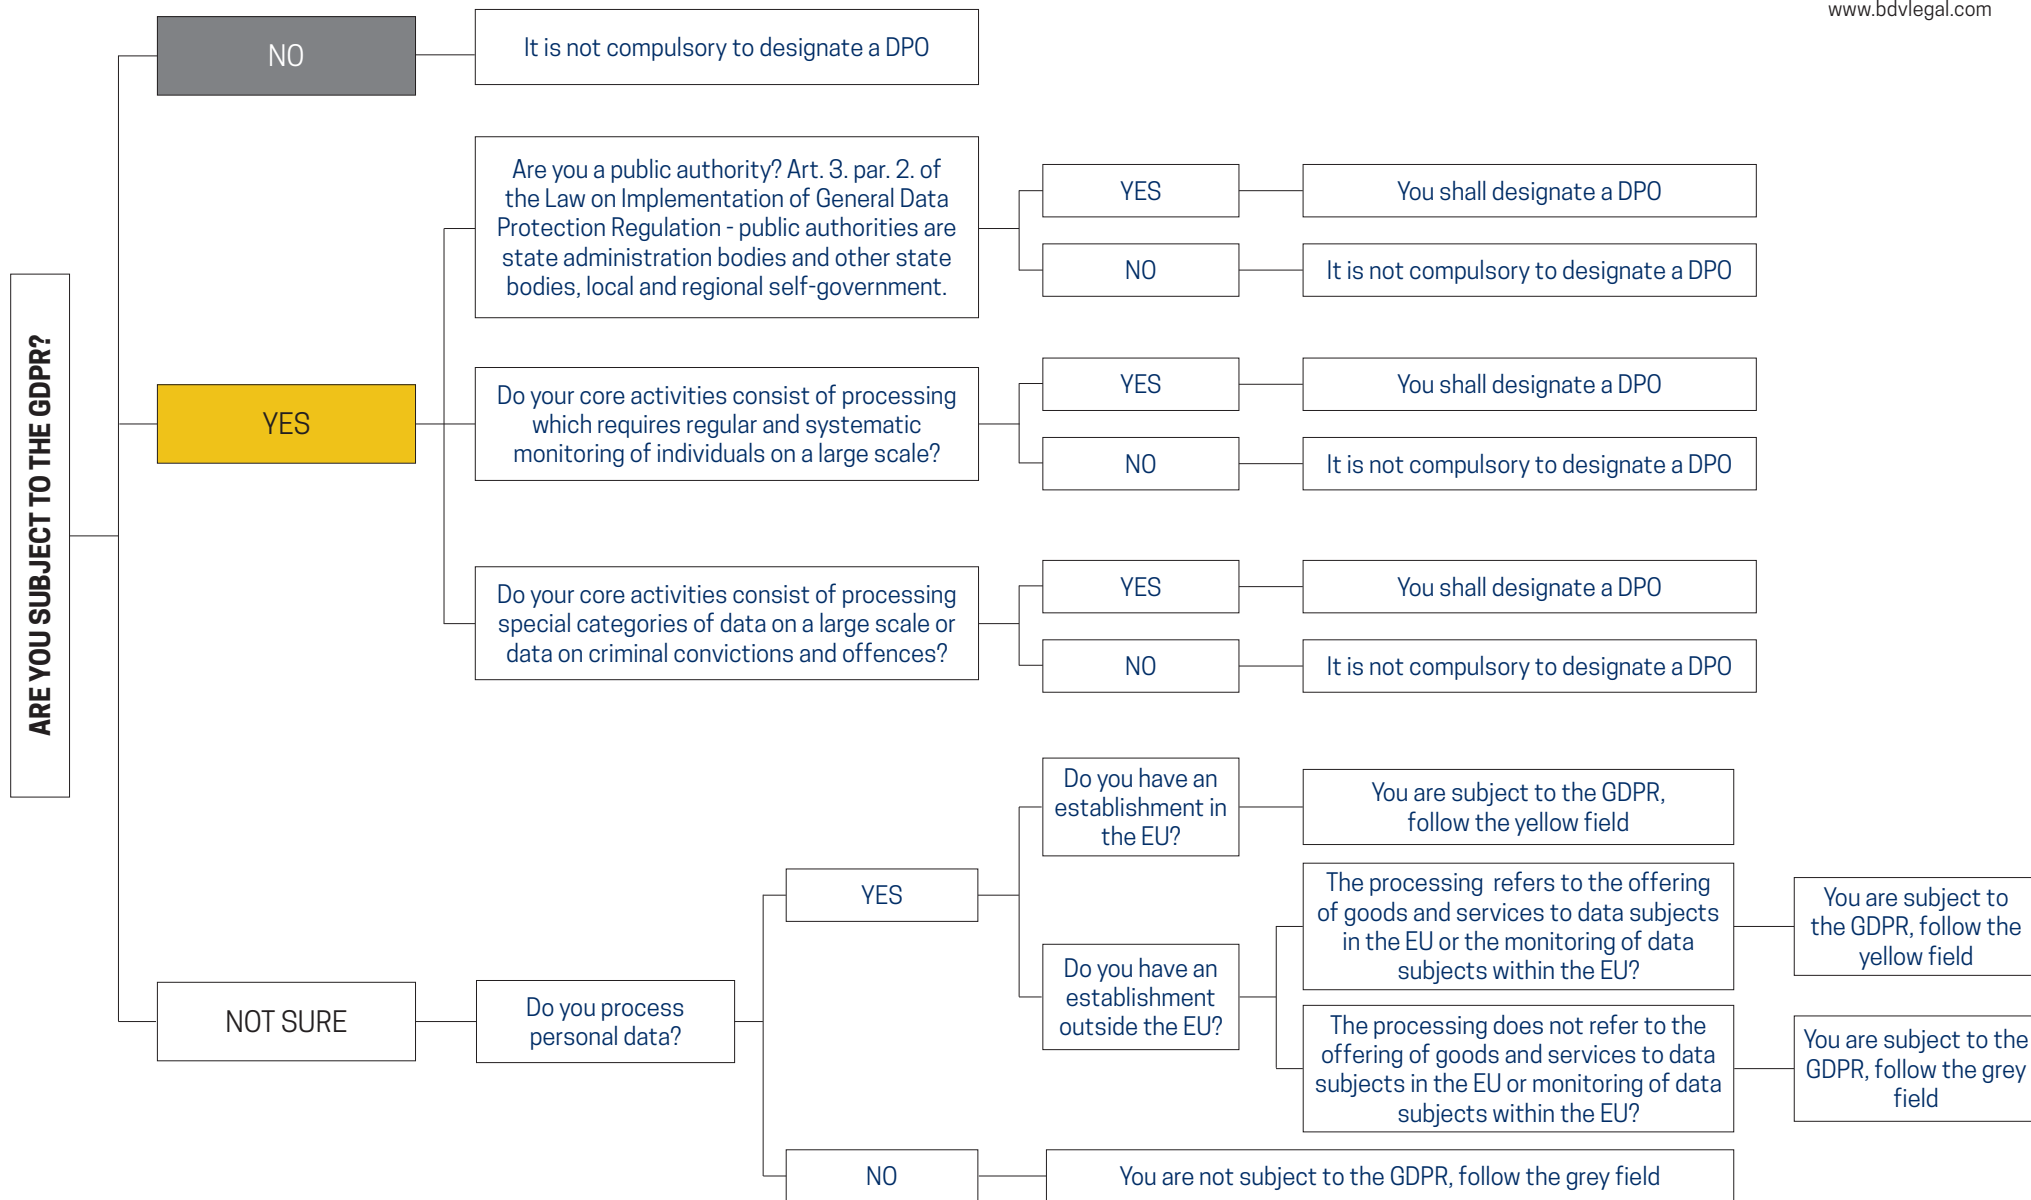 www.bdvlegal.com
ARE YOU SUBJECT TO THE GDPR?
NO
It is not compulsory to designate a DPO
YES
Are you a public authority? Art. 3. par. 2. of
the Law on Implementation of General Data
Protection Regulation - public authorities are
state administration bodies and other state
bodies, local and regional self-government.
YES
You shall designate a DPO
NO
It is not compulsory to designate a DPO
Do your core activities consist of processing
which requires regular and systematic
monitoring of individuals on a large scale?
YES
You shall designate a DPO
NO
It is not compulsory to designate a DPO
Do your core activities consist of processing
special categories of data on a large scale or
data on criminal convictions and offences?
YES
You shall designate a DPO
NO
It is not compulsory to designate a DPO
NOT SURE
Do you process
personal data?
YES
Do you have an
establishment in
the EU?
You are subject to the GDPR,
follow the yellow field
Do you have an
establishment
outside the EU?
The processing refers to the offering
of goods and services to data subjects
in the EU or the monitoring of data
subjects within the EU?
You are subject to
the GDPR, follow the
yellow field
The processing does not refer to the
offering of goods and services to data
subjects in the EU or monitoring of data
subjects within the EU?
You are subject to the
GDPR, follow the grey
field
NO
You are not subject to the GDPR, follow the grey field